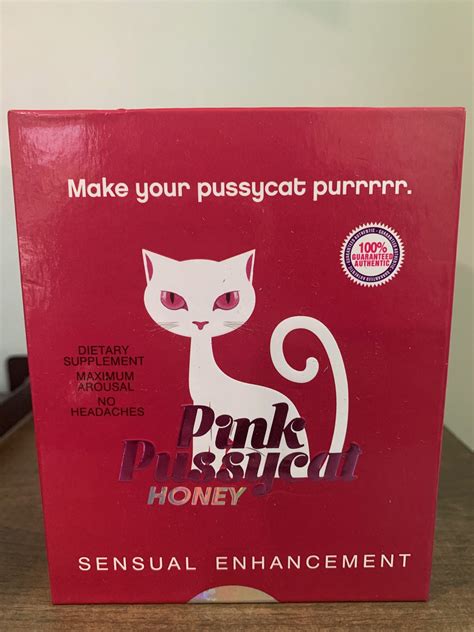 Make your pussycat purrrrr.
100%
GUARANTEED
AUTHENTIC
DIETARY
SUPPLEMENT
MAXIMUM
AROUSAL
NO
HEADACHES
Pink
Pussycat
HONEY
SENSUAL ENHANCEMENT